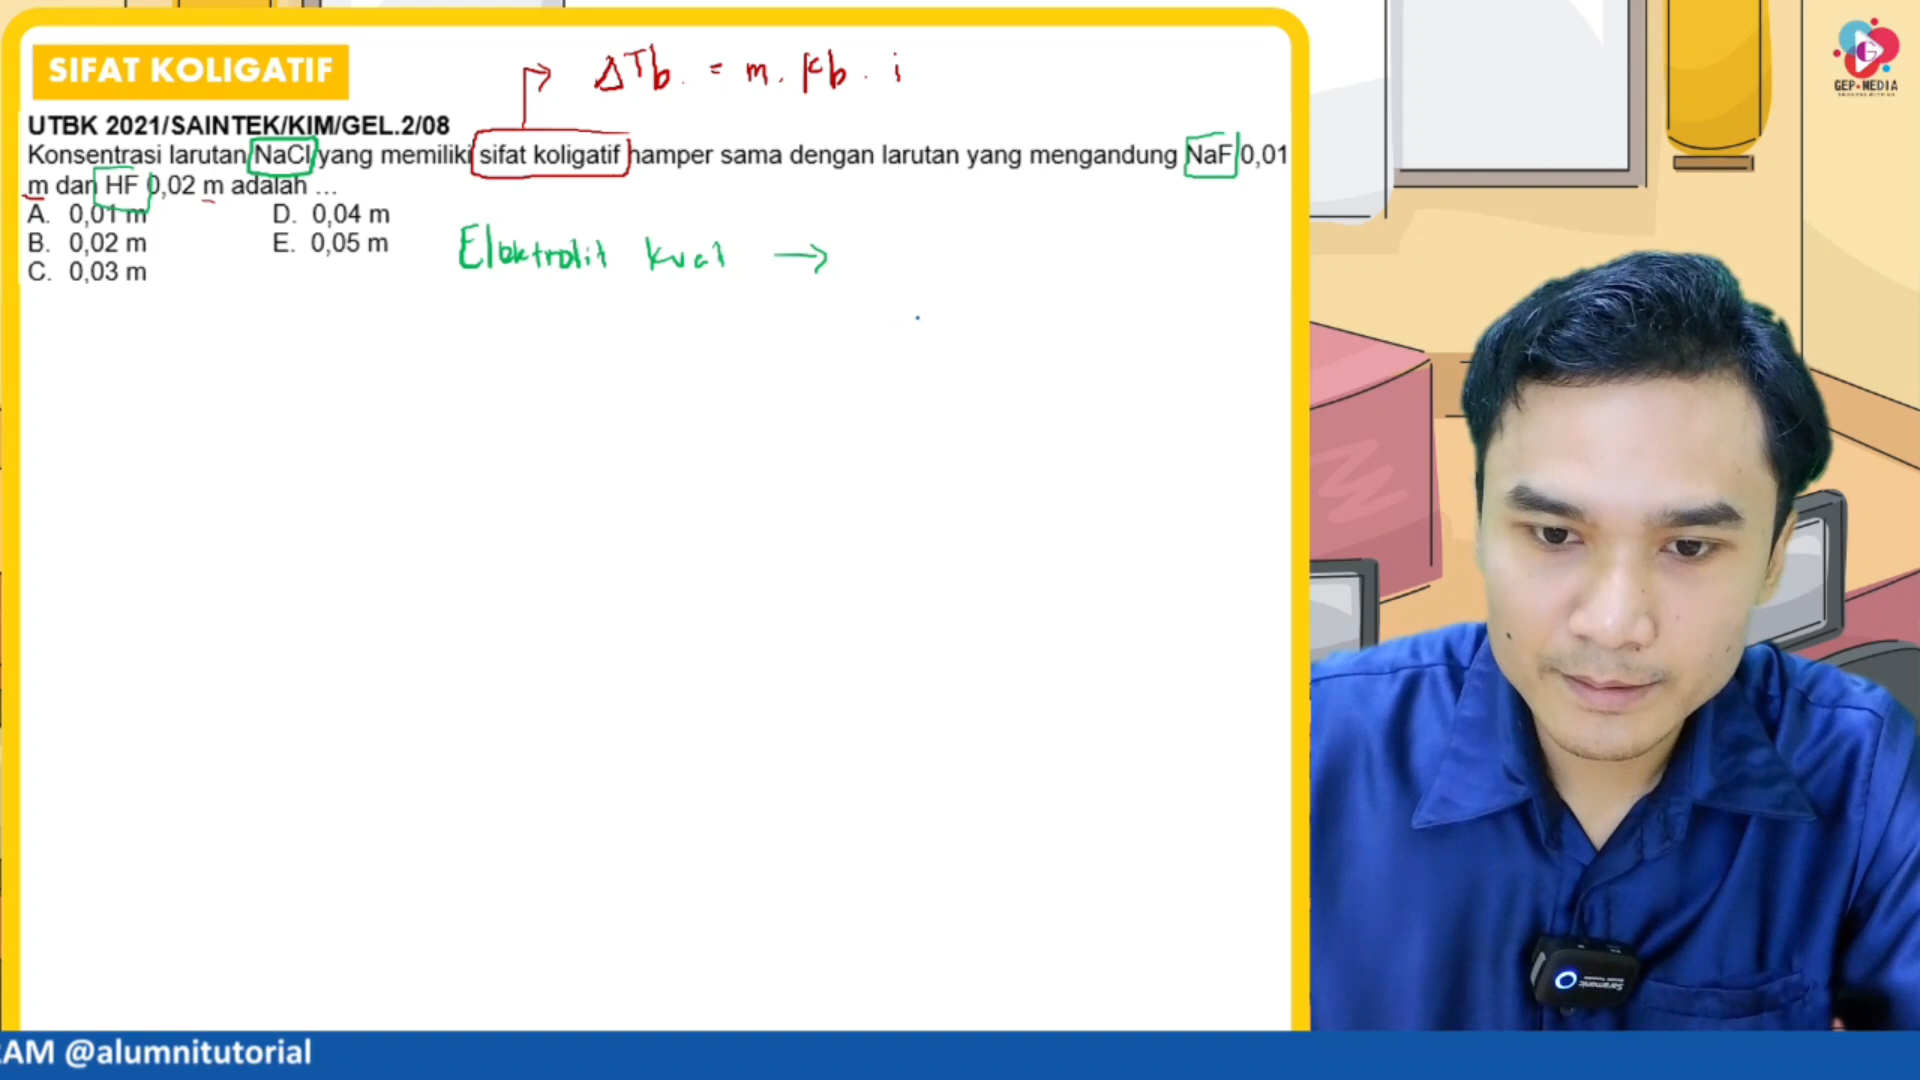 SIFAT KOLIGATIF
ΔTb = m . Kb . i
UTBK 2021/SAINTEK/KIM/GEL.2/08
Konsentrasi larutan NaCl yang memiliki sifat koligatif hamper sama dengan larutan yang mengandung NaF 0,01
m dan HF 0,02 m adalah ...
A. 0,01 m
D. 0,04 m
B. 0,02 m
E. 0,05 m
C. 0,03 m
Elektrolit kuat →
GEP MEDIA
Saramonic
RAM @alumnitutorial